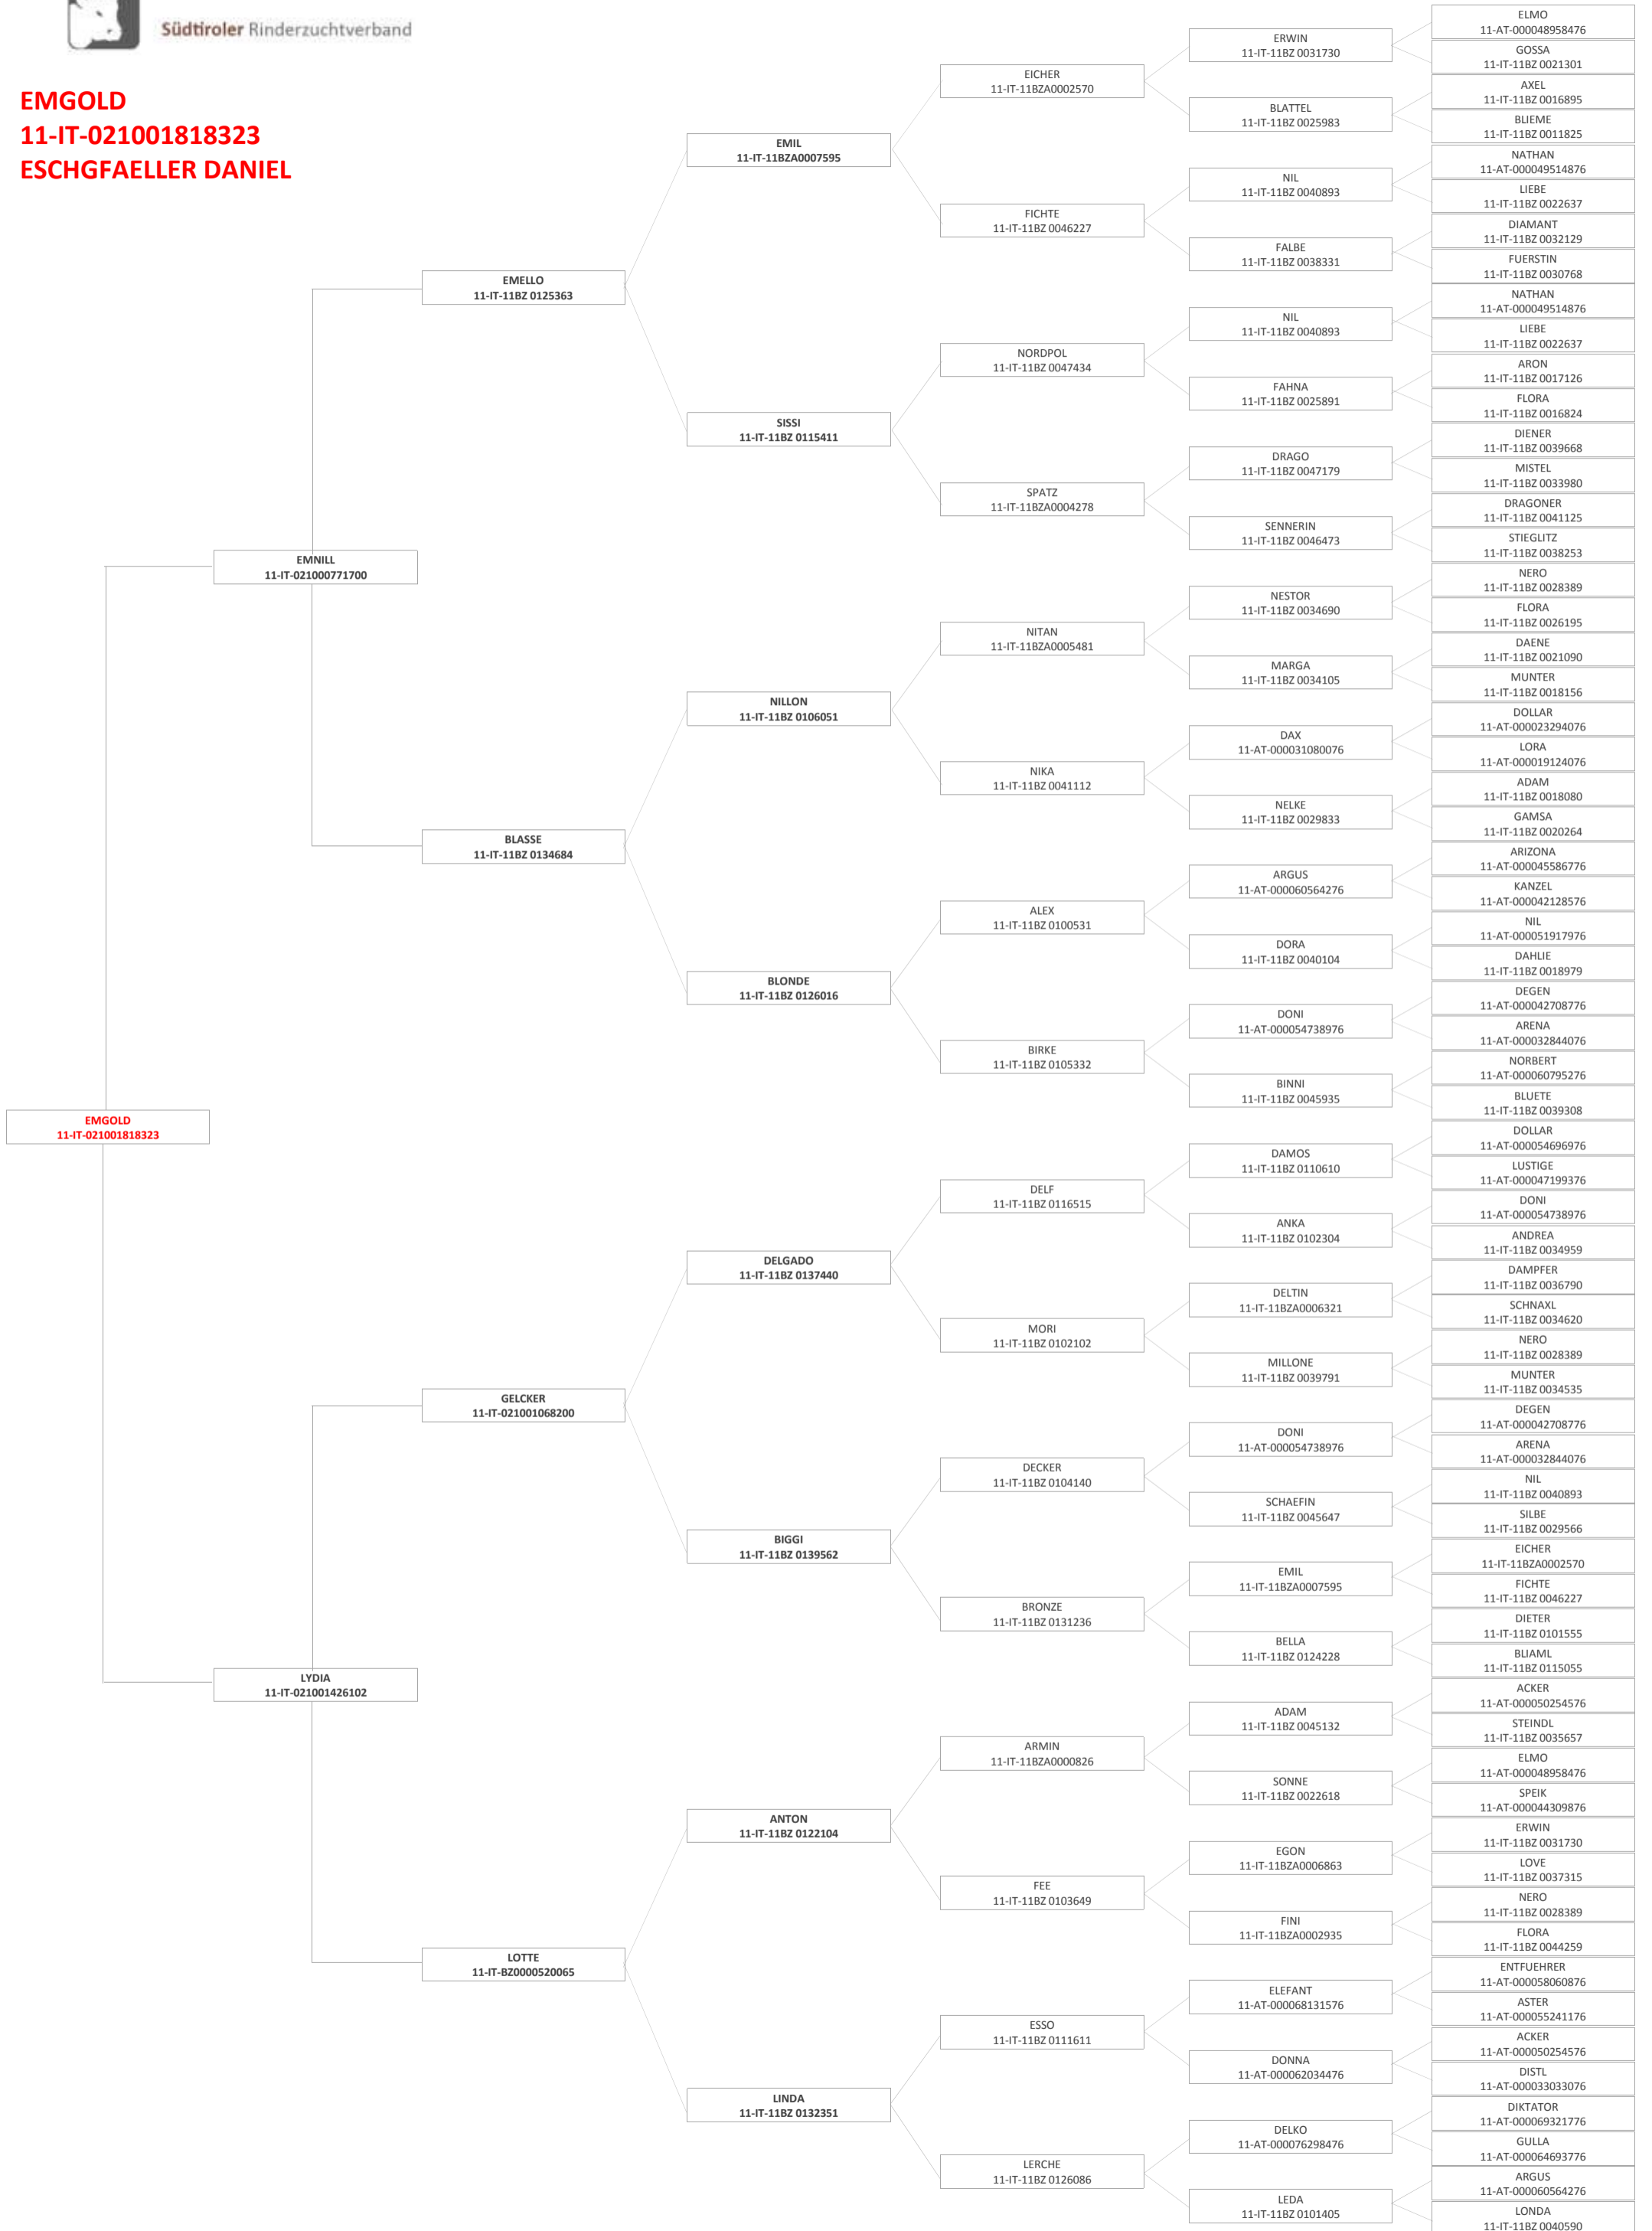 Südtiroler Rinderzuchtverband
EMGOLD
11-IT-021001818323
ESCHGFAELLER DANIEL
EMGOLD
11-IT-021001818323
EMNILL
11-IT-021000771700
LYDIA
11-IT-021001426102
EMELLO
11-IT-11BZ 0125363
BLASSE
11-IT-11BZ 0134684
GELCKER
11-IT-021001068200
LOTTE
11-IT-BZ0000520065
EMIL
11-IT-11BZA0007595
SISSI
11-IT-11BZ 0115411
NILLON
11-IT-11BZ 0106051
BLONDE
11-IT-11BZ 0126016
DELGADO
11-IT-11BZ 0137440
BIGGI
11-IT-11BZ 0139562
ANTON
11-IT-11BZ 0122104
LINDA
11-IT-11BZ 0132351
EICHER
11-IT-11BZA0002570
FICHTE
11-IT-11BZ 0046227
NORDPOL
11-IT-11BZ 0047434
SPATZ
11-IT-11BZA0004278
NITAN
11-IT-11BZA0005481
NIKA
11-IT-11BZ 0041112
ALEX
11-IT-11BZ 0100531
BIRKE
11-IT-11BZ 0105332
DELF
11-IT-11BZ 0116515
MORI
11-IT-11BZ 0102102
DECKER
11-IT-11BZ 0104140
BRONZE
11-IT-11BZ 0131236
ARMIN
11-IT-11BZA0000826
FEE
11-IT-11BZ 0103649
ESSO
11-IT-11BZ 0111611
LERCHE
11-IT-11BZ 0126086
ERWIN
11-IT-11BZ 0031730
BLATTEL
11-IT-11BZ 0025983
NIL
11-IT-11BZ 0040893
FALBE
11-IT-11BZ 0038331
NIL
11-IT-11BZ 0040893
FAHNA
11-IT-11BZ 0025891
DRAGO
11-IT-11BZ 0047179
SENNERIN
11-IT-11BZ 0046473
NESTOR
11-IT-11BZ 0034690
MARGA
11-IT-11BZ 0034105
DAX
11-AT-000031080076
NELKE
11-IT-11BZ 0029833
ARGUS
11-AT-000060564276
DORA
11-IT-11BZ 0040104
DONI
11-AT-000054738976
BINNI
11-IT-11BZ 0045935
DAMOS
11-IT-11BZ 0110610
ANKA
11-IT-11BZ 0102304
DELTIN
11-IT-11BZA0006321
MILLONE
11-IT-11BZ 0039791
DONI
11-AT-000054738976
SCHAEFIN
11-IT-11BZ 0045647
EMIL
11-IT-11BZA0007595
BELLA
11-IT-11BZ 0124228
ADAM
11-IT-11BZ 0045132
SONNE
11-IT-11BZ 0022618
EGON
11-IT-11BZA0006863
FINI
11-IT-11BZA0002935
ELEFANT
11-AT-000068131576
DONNA
11-AT-000062034476
DELKO
11-AT-000076298476
LEDA
11-IT-11BZ 0101405
ELMO
11-AT-000048958476
GOSSA
11-IT-11BZ 0021301
AXEL
11-IT-11BZ 0016895
BLIEME
11-IT-11BZ 0011825
NATHAN
11-AT-000049514876
LIEBE
11-IT-11BZ 0022637
DIAMANT
11-IT-11BZ 0032129
FUERSTIN
11-IT-11BZ 0030768
NATHAN
11-AT-000049514876
LIEBE
11-IT-11BZ 0022637
ARON
11-IT-11BZ 0017126
FLORA
11-IT-11BZ 0016824
DIENER
11-IT-11BZ 0039668
MISTEL
11-IT-11BZ 0033980
DRAGONER
11-IT-11BZ 0041125
STIEGLITZ
11-IT-11BZ 0038253
NERO
11-IT-11BZ 0028389
FLORA
11-IT-11BZ 0026195
DAENE
11-IT-11BZ 0021090
MUNTER
11-IT-11BZ 0018156
DOLLAR
11-AT-000023294076
LORA
11-AT-000019124076
ADAM
11-IT-11BZ 0018080
GAMSA
11-IT-11BZ 0020264
ARIZONA
11-AT-000045586776
KANZEL
11-AT-000042128576
NIL
11-AT-000051917976
DAHLIE
11-IT-11BZ 0018979
DEGEN
11-AT-000042708776
ARENA
11-AT-000032844076
NORBERT
11-AT-000060795276
BLUETE
11-IT-11BZ 0039308
DOLLAR
11-AT-000054696976
LUSTIGE
11-AT-000047199376
DONI
11-AT-000054738976
ANDREA
11-IT-11BZ 0034959
DAMPFER
11-IT-11BZ 0036790
SCHNAXL
11-IT-11BZ 0034620
NERO
11-IT-11BZ 0028389
MUNTER
11-IT-11BZ 0034535
DEGEN
11-AT-000042708776
ARENA
11-AT-000032844076
NIL
11-IT-11BZ 0040893
SILBE
11-IT-11BZ 0029566
EICHER
11-IT-11BZA0002570
FICHTE
11-IT-11BZ 0046227
DIETER
11-IT-11BZ 0101555
BLIAML
11-IT-11BZ 0115055
ACKER
11-AT-000050254576
STEINDL
11-IT-11BZ 0035657
ELMO
11-AT-000048958476
SPEIK
11-AT-000044309876
ERWIN
11-IT-11BZ 0031730
LOVE
11-IT-11BZ 0037315
NERO
11-IT-11BZ 0028389
FLORA
11-IT-11BZ 0044259
ENTFUEHRER
11-AT-000058060876
ASTER
11-AT-000055241176
ACKER
11-AT-000050254576
DISTL
11-AT-000033033076
DIKTATOR
11-AT-000069321776
GULLA
11-AT-000064693776
ARGUS
11-AT-000060564276
LONDA
11-IT-11BZ 0040590